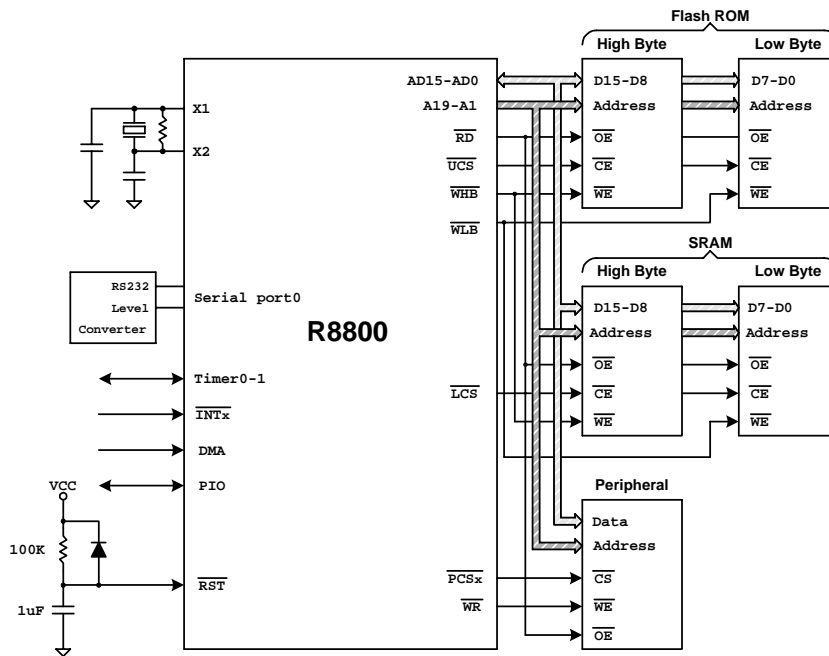 Flash ROM
High Byte
Low Byte
AD15-AD0
D15-D8
D7-D0
X1
A19-A1
Address
Address
RD
OE
OE
X2
UCS
CE
CE
WHB
WE
WE
WLB
SRAM
High Byte
Low Byte
RS232
Level
Converter
Serial port0
D15-D8
D7-D0
R8800
Address
Address
OE
OE
Timer0-1
LCS
CE
CE
INTx
WE
WE
DMA
VCC
PIO
Peripheral
Data
100K
Address
RST
PCSx
CS
1uF
WR
WE
OE